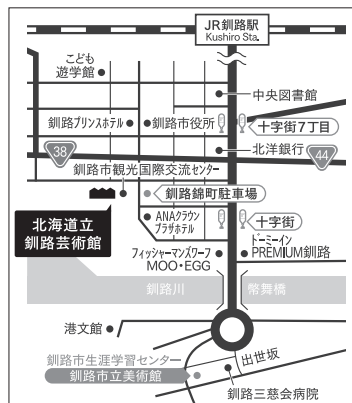 JR釧路駅
Kushiro Sta.
こども
遊学館
中央図書館
釧路プリンスホテル
釧路市役所
十字街7丁目
38
北洋銀行
44
釧路市観光国際交流センター
釧路錦町駐車場
北海道立
釧路芸術館
ANAクラウン
プラザホテル
十字街
フィッシャーマンズワーフ
MOO・EGG
ドーミーイン
PREMIUM釧路
釧路川
幣舞橋
港文館
釧路市生涯学習センター
釧路市立美術館
出世坂
釧路三慈会病院